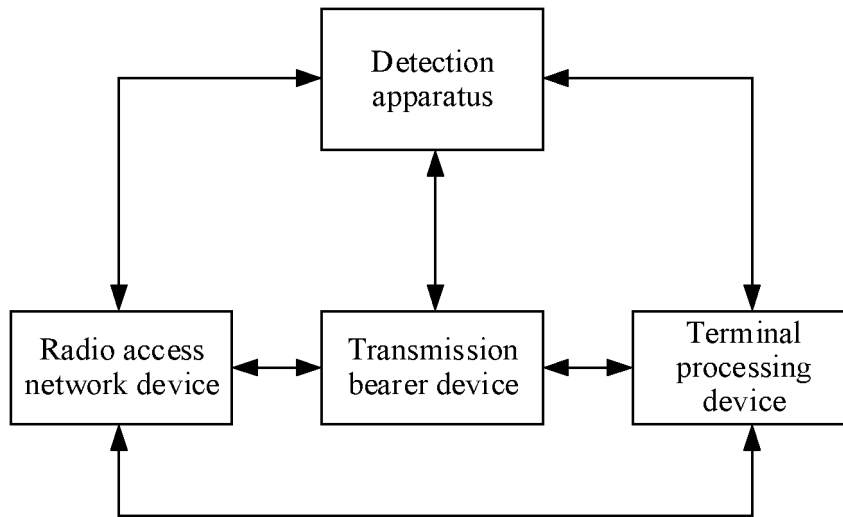 Detection
apparatus
Radio access
network device
Transmission
bearer device
Terminal
processing
device